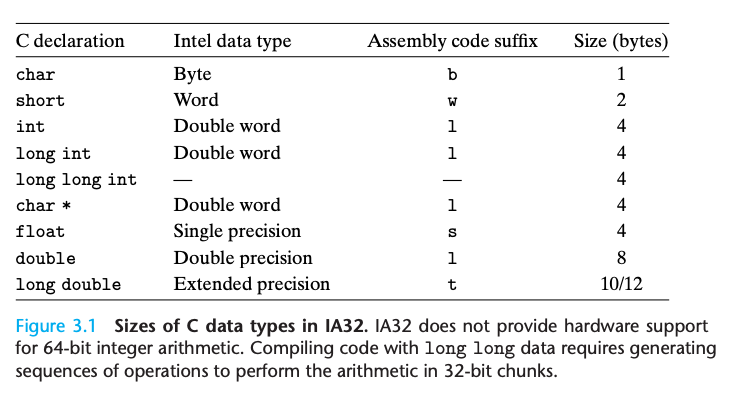 C declaration Intel data type Assembly code suffix Size (bytes)
char Byte b 1
short Word w 2
int Double word l 4
long int Double word l 4
long long int — — 4
char * Double word l 4
float Single precision s 4
double Double precision l 8
long double Extended precision t 10/12
Figure 3.1 Sizes of C data types in IA32. IA32 does not provide hardware support
for 64-bit integer arithmetic. Compiling code with long long data requires generating
sequences of operations to perform the arithmetic in 32-bit chunks.